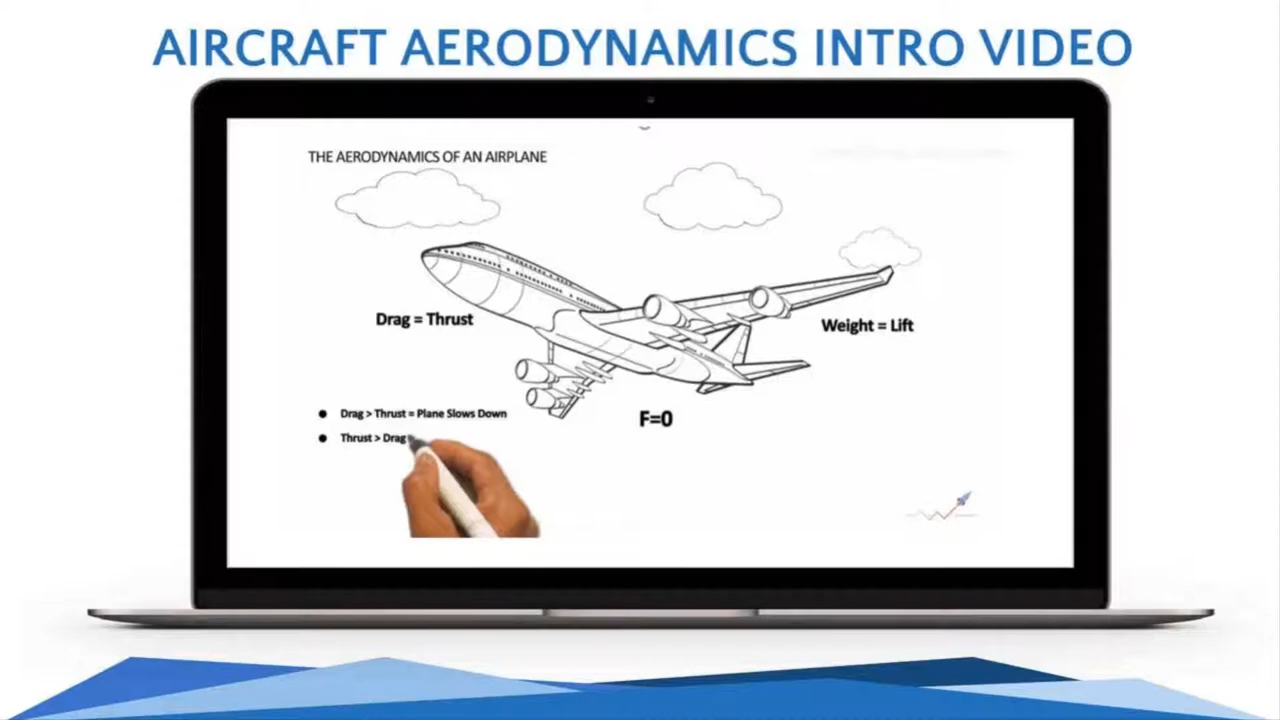 AIRCRAFT AERODYNAMICS INTRO VIDEO
THE AERODYNAMICS OF AN AIRPLANE
Drag = Thrust
Weight = Lift
Drag > Thrust = Plane Slows Down
F=0
Thrust > Drag